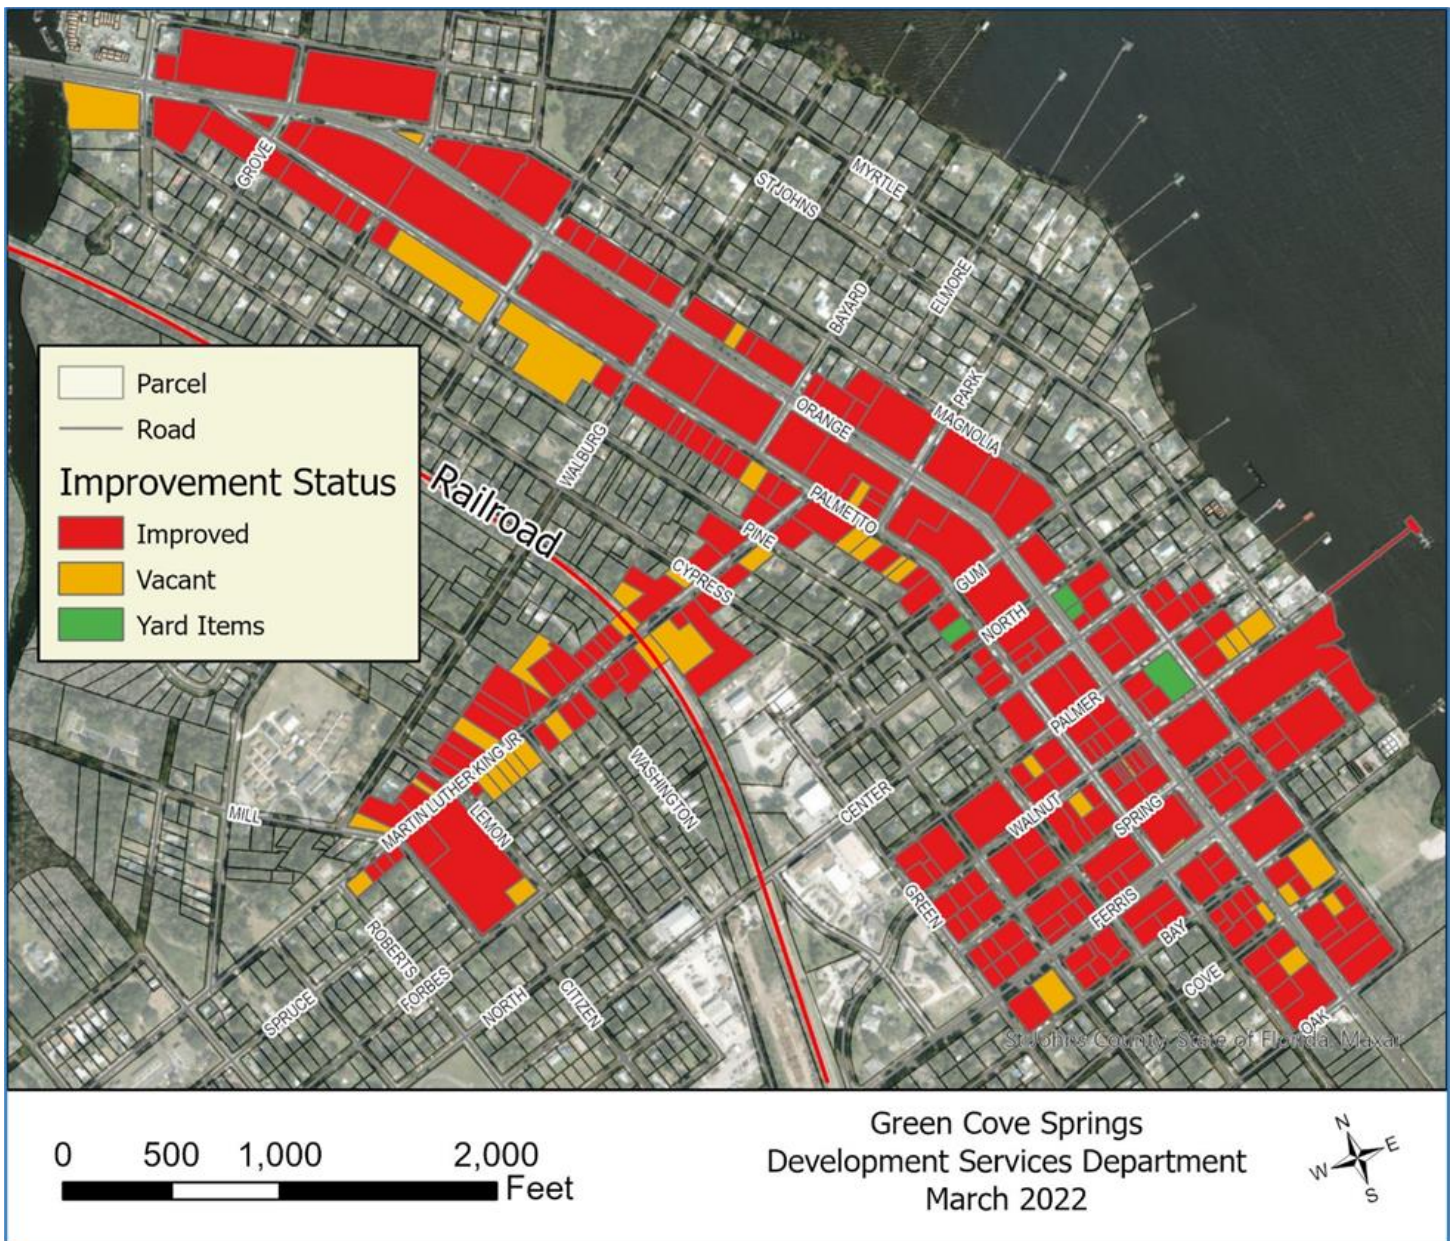 MYRTLE
ST JOHNS
GROVE
ELMORE
BAYARD
PARK
MAGNOLIA
ORANGE
WALBURG
Railroad
PALMETTO
PINE
CYPRESS
GUM
NORTH
PALMER
WASHINGTON
MARTIN LUTHER KING JR
CENTER
WALNUT
SPRING
MILL
LEMON
GREEN
FERRIS
BAY
COVE
ROBERTS
FORBES
NORTH
CITIZEN
SPRUCE
OAK
St Johns County, State of Florida, Maxar
Parcel
Road
Improvement Status
Improved
Vacant
Yard Items
0 500 1,000 2,000
Feet
Green Cove Springs
Development Services Department
March 2022
N
E
W
S